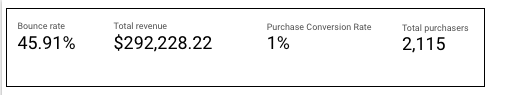 Bounce rate
45.91%
Total revenue
$292,228.22
Purchase Conversion Rate
1%
Total purchasers
2,115